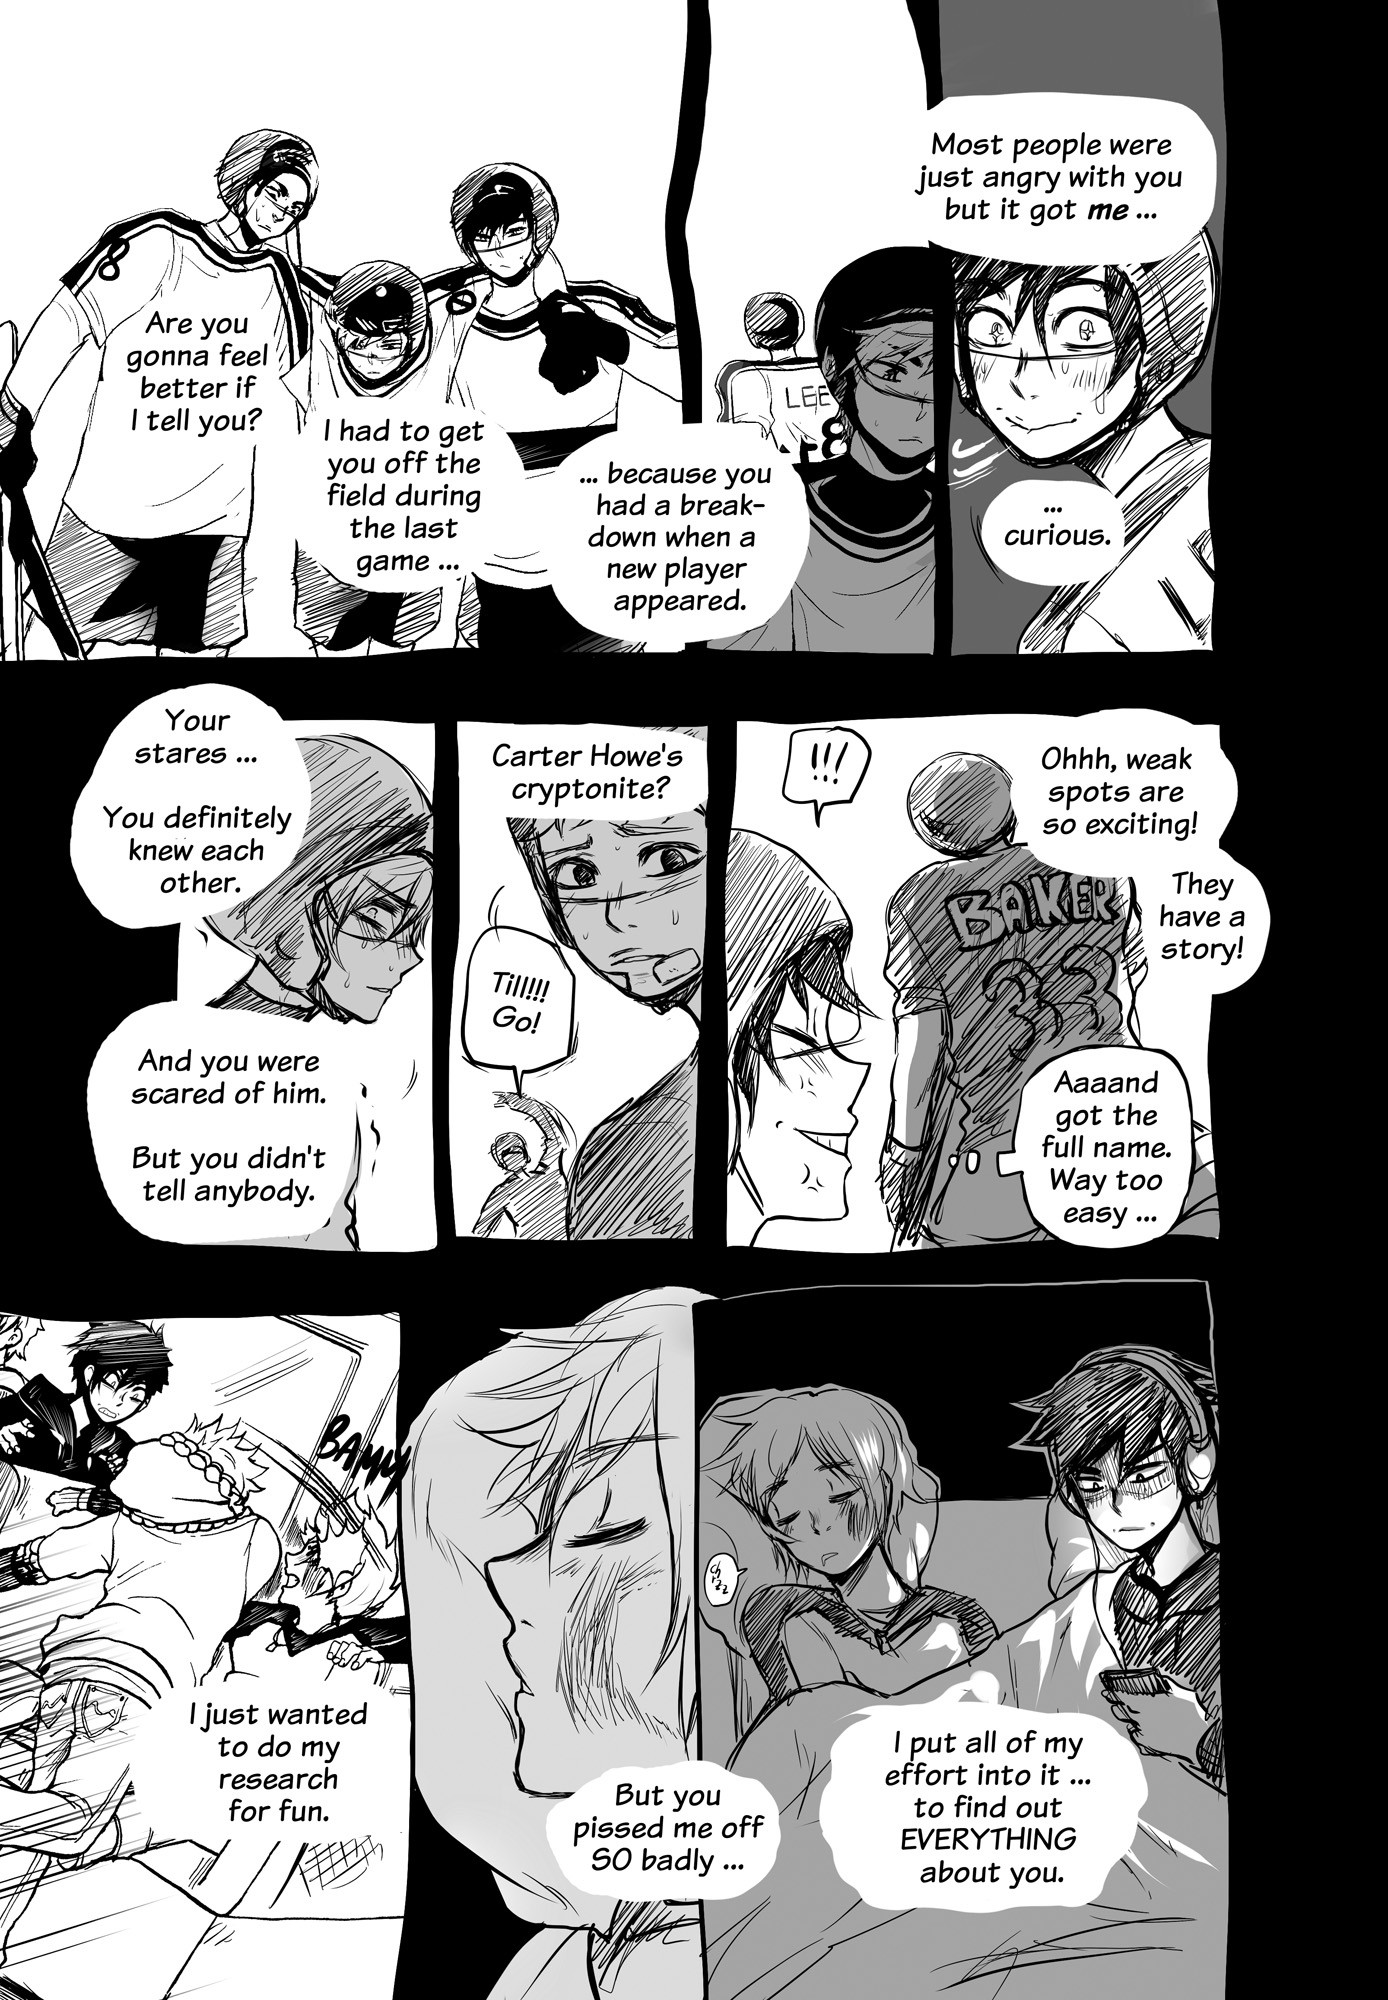 Are you
gonna feel
better if
I tell you?
I had to get
you off the
field during
the last
game ...
... because you
had a break-
down when a
new player
appeared.
LEE
8
8
Most people were
just angry with you
but it got me ...
...
curious.
Your
stares ...
You definitely
knew each
other.
And you were
scared of him.
But you didn't
tell anybody.
Carter Howe's
cryptonite?
Till!!!
Go!
!!!
Ohhh, weak
spots are
so exciting!
They
have a
story!
BAKER
33
Aaaand
got the
full name.
Way too
easy ...
BAMM
I just wanted
to do my
research
for fun.
But you
pissed me off
SO badly ...
I put all of my
effort into it ...
to find out
EVERYTHING
about you.